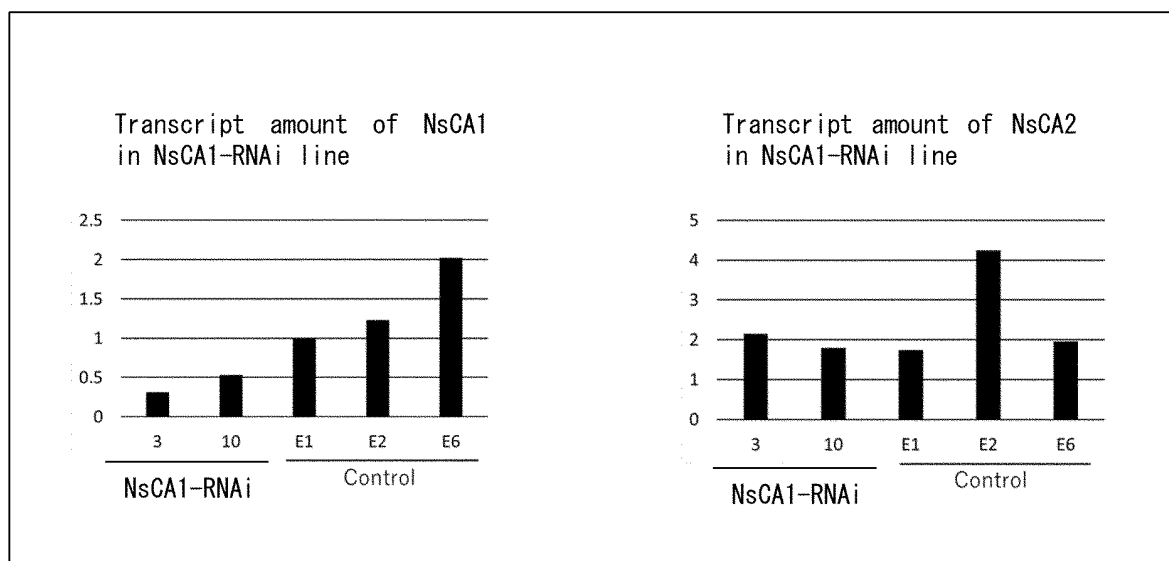 Transcript amount of NsCA1
in NsCA1-RNAi line
2.5
2
1.5
1
0.5
0
3 10 E1 E2 E6
NsCA1-RNAi
Control
Transcript amount of NsCA2
in NsCA1-RNAi line
5
4
3
2
1
0
3 10 E1 E2 E6
NsCA1-RNAi
Control